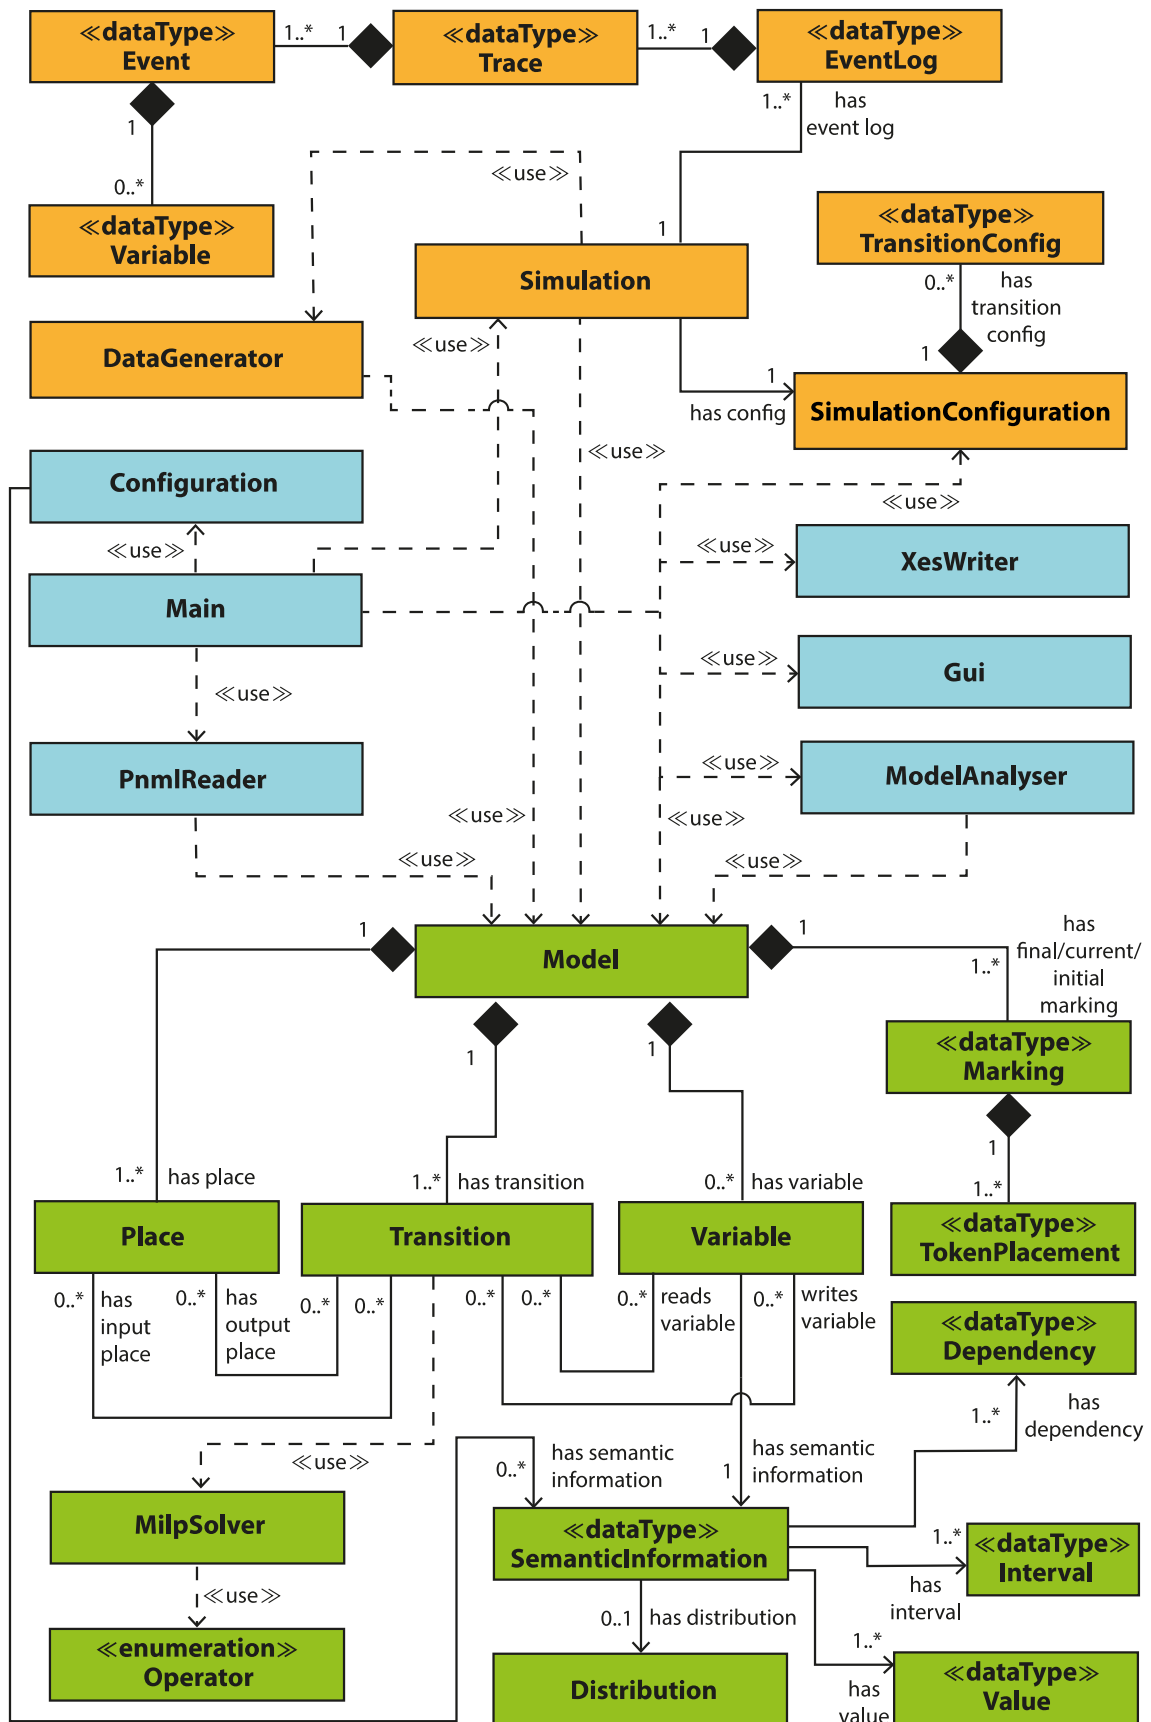 ≪dataType≫
Event
1..*
1
≪dataType≫
Trace
1..*
1
≪dataType≫
EventLog
1
0..*
1..*
has
event log
≪use≫
≪dataType≫
Variable
1
≪dataType≫
TransitionConfig
Simulation
0..*
has
transition
config
DataGenerator
≪use≫
1
1
has config
SimulationConfiguration
≪use≫
Configuration
≪use≫
≪use≫
≪use≫
XesWriter
Main
≪use≫
Gui
≪use≫
PnmlReader
≪use≫
ModelAnalyser
≪use≫
≪use≫
≪use≫
≪use≫
1
Model
1
has
final/current/
initial
marking
1..*
1
1
≪dataType≫
Marking
1
1..*
1..*
has place
1..*
has transition
0..*
has variable
Place
Transition
Variable
≪dataType≫
TokenPlacement
0..*
has
input
place
0..*
has
output
place
0..*
0..*
0..*
0..*
0..*
reads
variable
0..*
writes
variable
≪dataType≫
Dependency
1..*
has
dependency
≪use≫
0..*
has semantic
information
1
has semantic
information
MilpSolver
≪dataType≫
SemanticInformation
1..*
≪dataType≫
Interval
has
interval
≪use≫
0..1
has distribution
1..*
≪enumeration≫
Operator
Distribution
has
value
≪dataType≫
Value